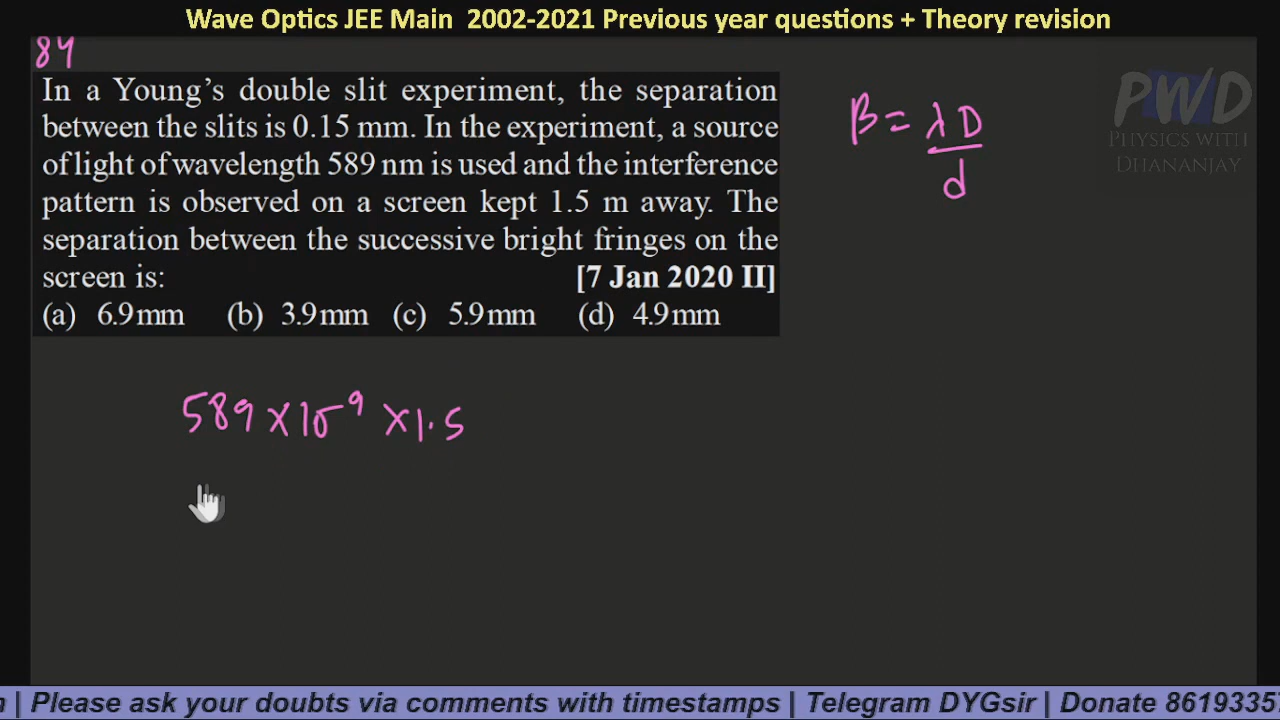 Wave Optics JEE Main 2002-2021 Previous year questions + Theory revision
84
In a Young's double slit experiment, the separation
between the slits is 0.15 mm. In the experiment, a source
of light of wavelength 589 nm is used and the interference
pattern is observed on a screen kept 1.5 m away. The
separation between the successive bright fringes on the
screen is: [7 Jan 2020 II]
(a) 6.9mm (b) 3.9mm (c) 5.9mm (d) 4.9mm
β = λD
d
PWD
PHYSICS WITH
DHANANJAY
589 × 10⁻⁹ × 1.5
| Please ask your doubts via comments with timestamps | Telegram DYGsir | Donate 8619335